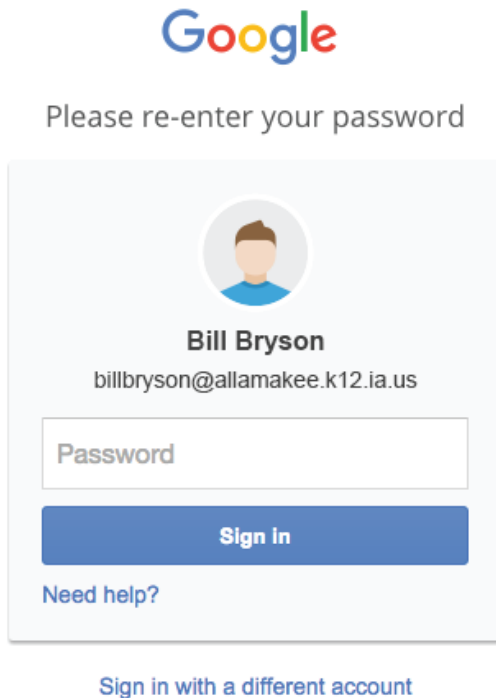 Google
Please re-enter your password
Bill Bryson
billbryson@allamakee.k12.ia.us
Password
Sign in
Need help?
Sign in with a different account